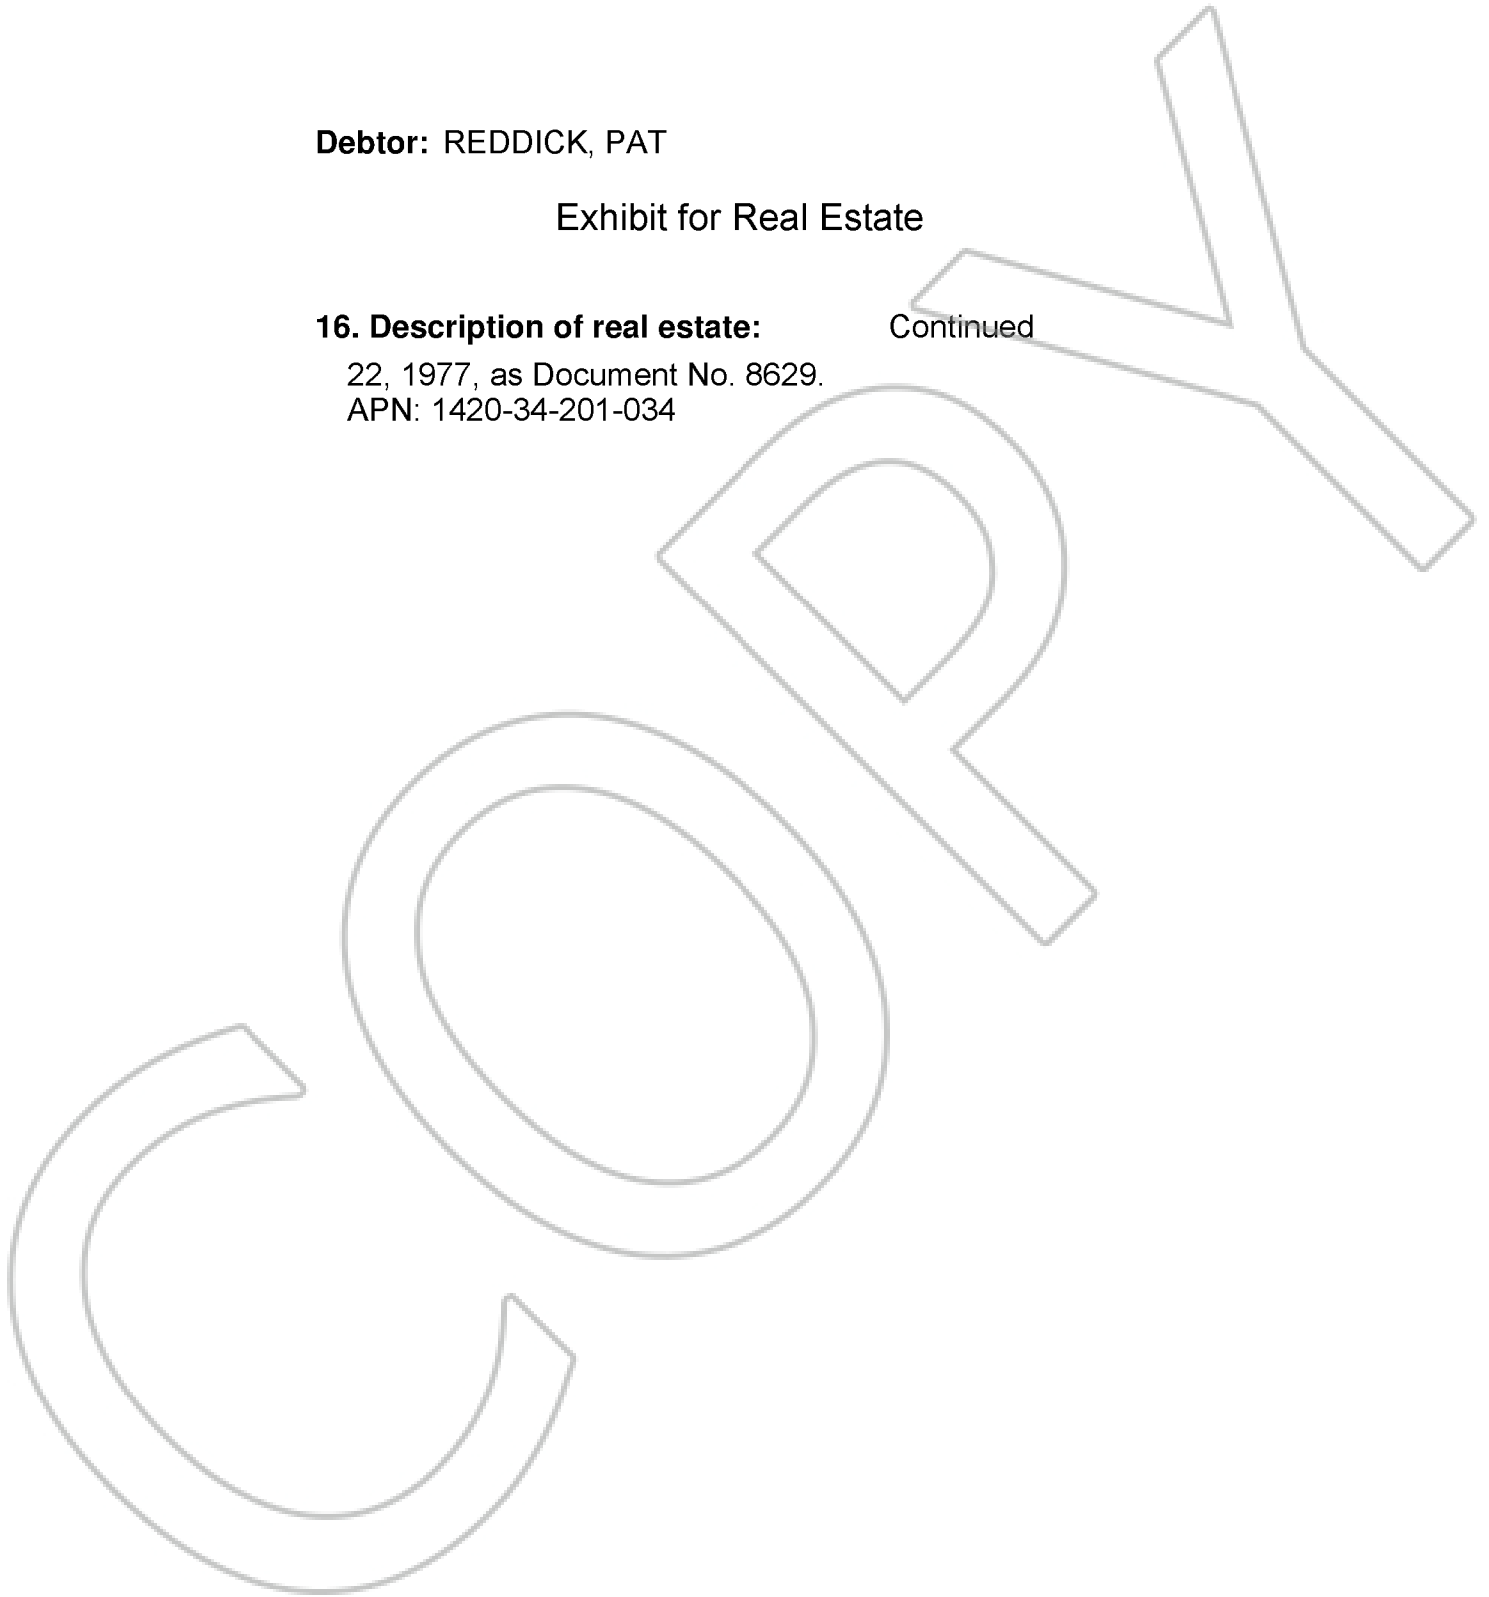 Debtor: REDDICK, PAT
Exhibit for Real Estate
16. Description of real estate: Continued
22, 1977, as Document No. 8629.
APN: 1420-34-201-034
COPY